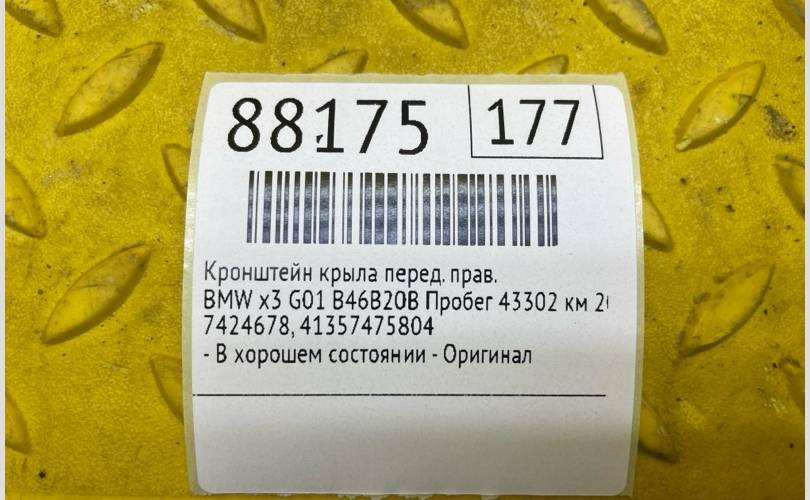 88175 177
Кронштейн крыла перед. прав.
BMW x3 G01 B46B20B Пробег 43302 км
7424678, 41357475804
- В хорошем состоянии - Оригинал